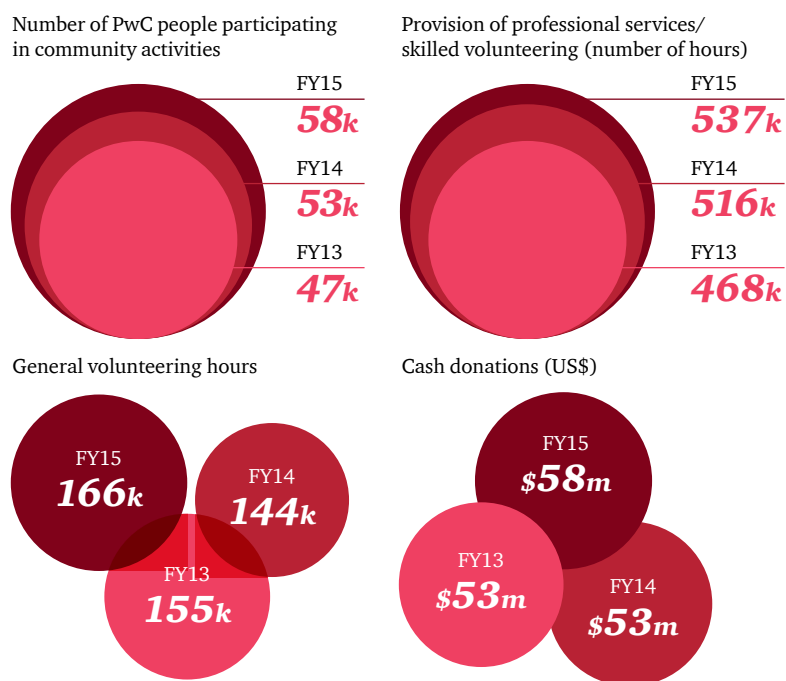 Number of PwC people participating
in community activities
FY15
58k
FY14
53k
FY13
47k
Provision of professional services/
skilled volunteering (number of hours)
FY15
537k
FY14
516k
FY13
468k
General volunteering hours
FY15
166k
FY14
144k
FY13
155k
Cash donations (US$)
FY15
$58m
FY13
$53m
FY14
$53m